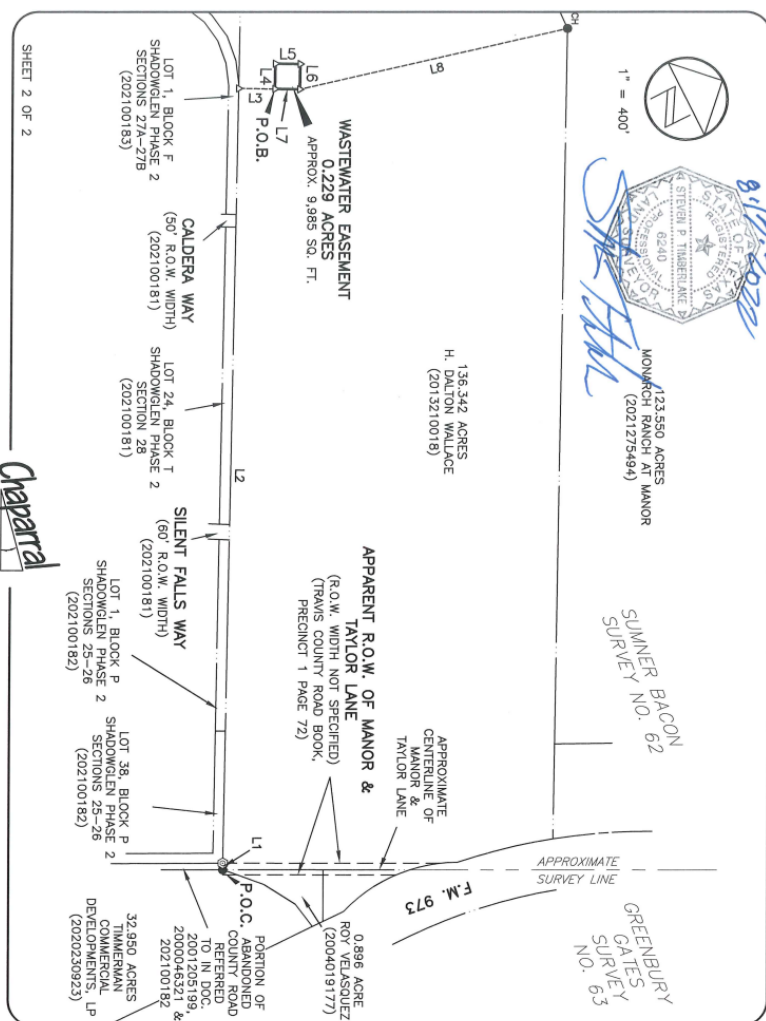 8/17/2022
1" = 400'
STATE OF TEXAS
REGISTERED
STEVEN P. TIMBERLAKE
6240
PROFESSIONAL
LAND SURVEYOR
123.550 ACRES
MONARCH RANCH AT MANOR
(2021275494)
SUMNER BACON
SURVEY NO. 62
GREENBURY
GATES
SURVEY
NO. 63
CH
L8
136.342 ACRES
H. DALTON WALLACE
(2013210018)
APPROXIMATE
SURVEY LINE
F.M. 973
APPROXIMATE
CENTERLINE OF
MANOR &
TAYLOR LANE
APPARENT R.O.W. OF MANOR &
TAYLOR LANE
(R.O.W. WIDTH NOT SPECIFIED)
(TRAVIS COUNTY ROAD BOOK,
PRECINCT 1 PAGE 72)
0.896 ACRE
ROY VELASQUEZ
(2004019177)
WASTEWATER EASEMENT
0.229 ACRES
APPROX. 9,985 SQ. FT.
L5
L6
L4
L7
L3
P.O.B.
L2
L1
P.O.C.
PORTION OF
ABANDONED
COUNTY ROAD
REFERRED
TO IN DOC.
2001205199,
2000046321 &
202100182
32.950 ACRES
TIMMERMAN
COMMERCIAL
DEVELOPMENTS, LP
(2020230923)
LOT 1, BLOCK F
SHADOWGLEN PHASE 2
SECTIONS 27A-27B
(202100183)
CALDERA WAY
(50' R.O.W. WIDTH)
(202100181)
LOT 24, BLOCK T
SHADOWGLEN PHASE 2
SECTION 28
(202100181)
SILENT FALLS WAY
(60' R.O.W. WIDTH)
(202100181)
LOT 1, BLOCK P
SHADOWGLEN PHASE 2
SECTIONS 25-26
(202100182)
LOT 38, BLOCK P
SHADOWGLEN PHASE 2
SECTIONS 25-26
(202100182)
SHEET 2 OF 2
Chaparral